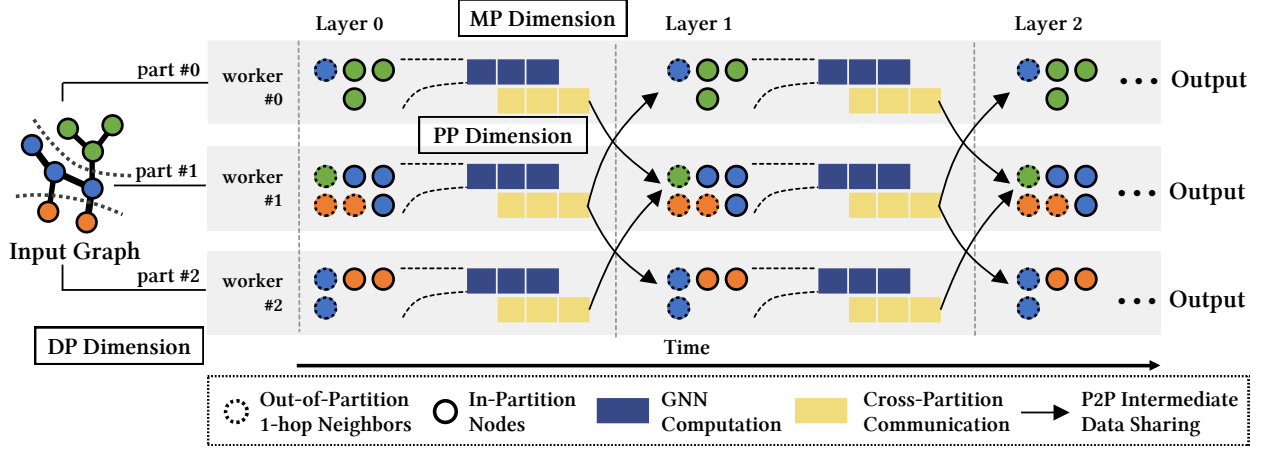 MP Dimension
Layer 0
Layer 1
Layer 2
part #0
worker
#0
Output
PP Dimension
part #1
worker
#1
Output
Input Graph
part #2
worker
#2
Output
DP Dimension
Time
Out-of-Partition
1-hop Neighbors
In-Partition
Nodes
GNN
Computation
Cross-Partition
Communication
P2P Intermediate
Data Sharing